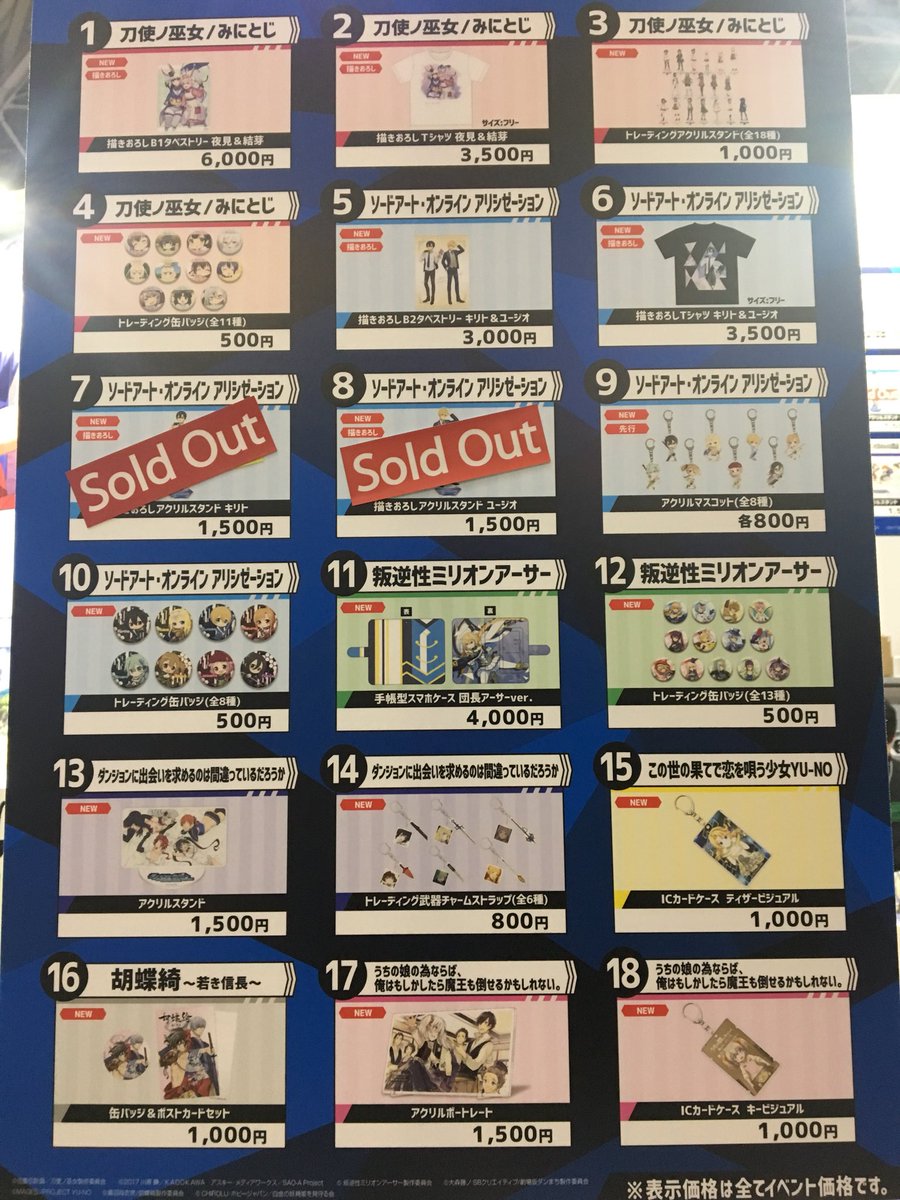 1 刀使ノ巫女/みにとじ
NEW
描きおろし
描きおろしB1タペストリー 夜見&結芽
6,000円
2 刀使ノ巫女/みにとじ
NEW
描きおろし
サイズ:フリー
描きおろしTシャツ 夜見&結芽
3,500円
3 刀使ノ巫女/みにとじ
NEW
トレーディングアクリルスタンド(全18種)
1,000円
4 刀使ノ巫女/みにとじ
NEW
トレーディング缶バッジ(全11種)
500円
5 ソードアート・オンライン アリシゼーション
NEW
描きおろし
描きおろしB2タペストリー キリト&ユージオ
3,000円
6 ソードアート・オンライン アリシゼーション
NEW
描きおろし
サイズ:フリー
描きおろしTシャツ キリト&ユージオ
3,500円
7 ソードアート・オンライン アリシゼーション
NEW
描きおろし
Sold Out
きおろしアクリルスタンド キリト
1,500円
8 ソードアート・オンライン アリシゼーション
NEW
描きおろし
Sold Out
描きおろしアクリルスタンド ユージオ
1,500円
9 ソードアート・オンライン アリシゼーション
NEW
先行
アクリルマスコット(全8種)
各800円
10 ソードアート・オンライン アリシゼーション
NEW
トレーディング缶バッジ(全8種)
500円
11 叛逆性ミリオンアーサー
NEW
表
裏
手帳型スマホケース 団長アーサーver.
4,000円
12 叛逆性ミリオンアーサー
NEW
トレーディング缶バッジ(全13種)
500円
13 ダンジョンに出会いを求めるのは間違っているだろうか
NEW
アクリルスタンド
1,500円
14 ダンジョンに出会いを求めるのは間違っているだろうか
NEW
トレーディング武器チャームストラップ(全6種)
800円
15 この世の果てで恋を唄う少女YU-NO
NEW
ICカードケース ティザービジュアル
1,000円
16 胡蝶綺 ~若き信長~
NEW
缶バッジ&ポストカードセット
1,000円
17 うちの娘の為ならば、
俺はもしかしたら魔王も倒せるかもしれない。
NEW
アクリルポートレート
1,500円
18 うちの娘の為ならば、
俺はもしかしたら魔王も倒せるかもしれない。
NEW
ICカードケース キービジュアル
1,000円
※表示価格は全てイベント価格です。